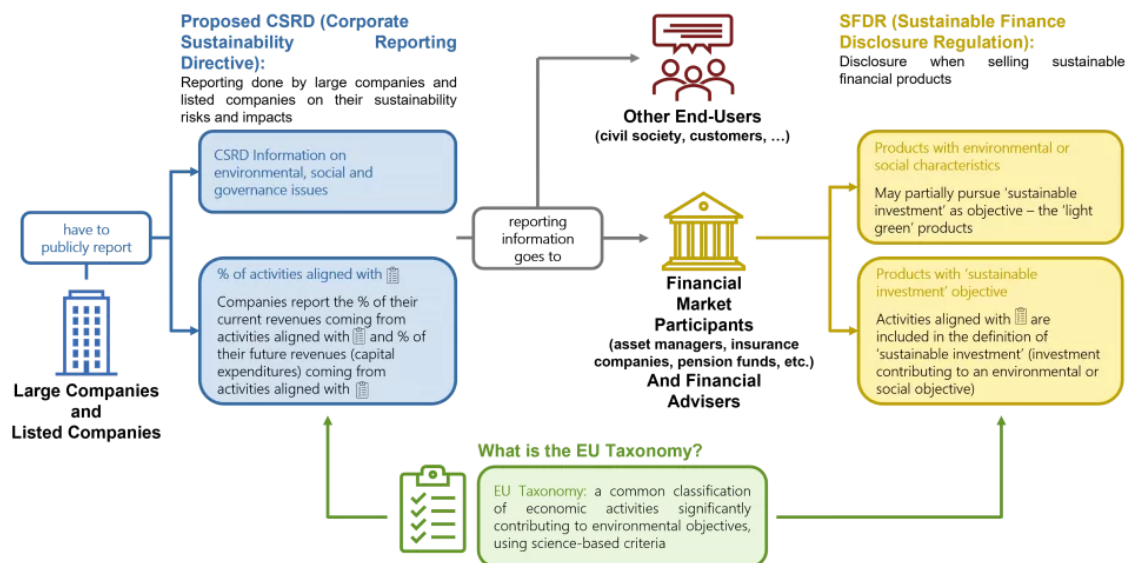 Proposed CSRD (Corporate
Sustainability Reporting
Directive):
Reporting done by large companies and
listed companies on their sustainability
risks and impacts
CSRD Information on
environmental, social and
governance issues
have to
publicly report
Large Companies
and
Listed Companies
% of activities aligned with
Companies report the % of their
current revenues coming from
activities aligned with and % of
their future revenues (capital
expenditures) coming from
activities aligned with
reporting
information
goes to
Other End-Users
(civil society, customers, …)
Financial
Market
Participants
(asset managers, insurance
companies, pension funds, etc.)
And Financial
Advisers
SFDR (Sustainable Finance
Disclosure Regulation):
Disclosure when selling sustainable
financial products
Products with environmental or
social characteristics
May partially pursue ‘sustainable
investment’ as objective – the ‘light
green’ products
Products with ‘sustainable
investment’ objective
Activities aligned with are
included in the definition of
‘sustainable investment’ (investment
contributing to an environmental or
social objective)
What is the EU Taxonomy?
EU Taxonomy: a common classification
of economic activities significantly
contributing to environmental objectives,
using science-based criteria